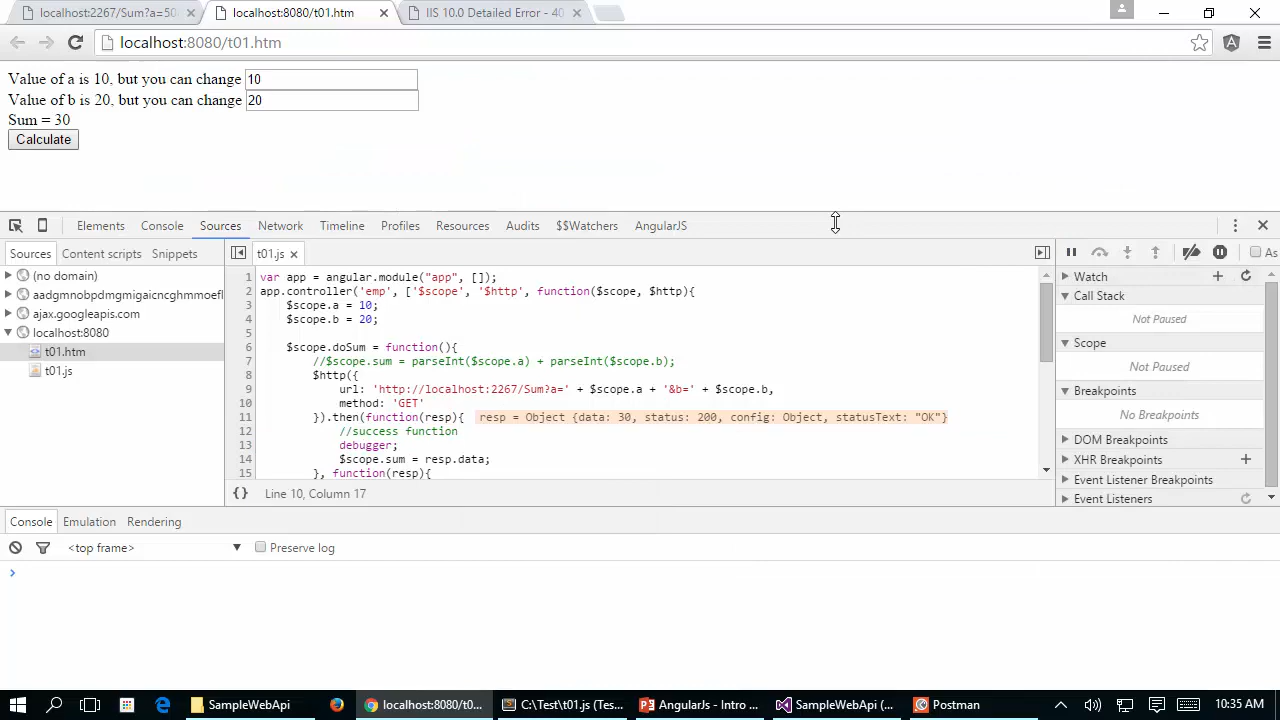 localhost:2267/Sum?a=50
localhost:8080/t01.htm
IIS 10.0 Detailed Error - 40
localhost:8080/t01.htm
Value of a is 10, but you can change 10
Value of b is 20, but you can change 20
Sum = 30
Calculate
Elements Console Sources Network Timeline Profiles Resources Audits $$Watchers AngularJS
Sources Content scripts Snippets
t01.js
As
(no domain)
aadgmnobpdmgmigaicncghmmoefl
ajax.googleapis.com
localhost:8080
t01.htm
t01.js
1 var app = angular.module("app", []);
2 app.controller('emp', ['$scope', '$http', function($scope, $http){
3 $scope.a = 10;
4 $scope.b = 20;
5
6 $scope.doSum = function(){
7 //$scope.sum = parseInt($scope.a) + parseInt($scope.b);
8 $http({
9 url: 'http://localhost:2267/Sum?a=' + $scope.a + '&b=' + $scope.b,
10 method: 'GET'
11 }).then(function(resp){ resp = Object {data: 30, status: 200, config: Object, statusText: "OK"}
12 //success function
13 debugger;
14 $scope.sum = resp.data;
15 }, function(resp){
{} Line 10, Column 17
Watch
Call Stack
Not Paused
Scope
Not Paused
Breakpoints
No Breakpoints
DOM Breakpoints
XHR Breakpoints
Event Listener Breakpoints
Event Listeners
Console Emulation Rendering
<top frame> Preserve log
SampleWebApi
localhost:8080/t0...
C:\Test\t01.js (Tes...
AngularJs - Intro ...
SampleWebApi (...
Postman
10:35 AM